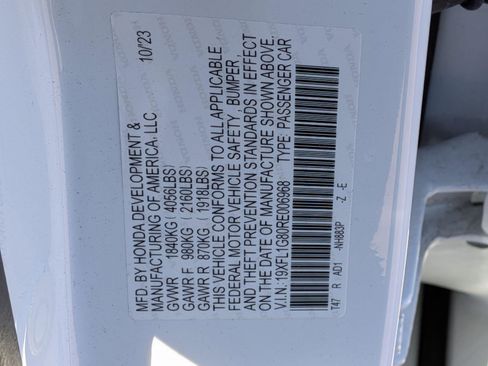 MFD. BY HONDA DEVELOPMENT & 10/23
MANUFACTURING OF AMERICA, LLC
GVWR 1840KG (4056LBS)
GAWR F 980KG (2160LBS)
GAWR R 870KG (1918LBS)
THIS VEHICLE CONFORMS TO ALL APPLICABLE
FEDERAL MOTOR VEHICLE SAFETY, BUMPER,
AND THEFT PREVENTION STANDARDS IN EFFECT
ON THE DATE OF MANUFACTURE SHOWN ABOVE.
V.I.N.:19XFL1G80RE006968 TYPE: PASSENGER CAR
T47 R AD1 -NH883P -Z -E